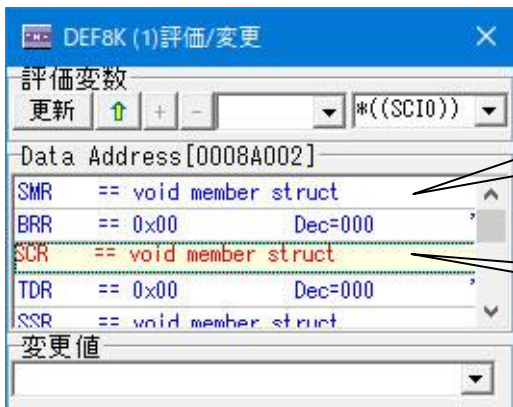 DEF8K (1)評価/変更
評価変数
更新 + - *((SCI0))
Data Address[0008A002]
SMR == void member struct
BRR == 0x00 Dec=000 '
SCR == void member struct
TDR == 0x00 Dec=000 '
SSR == void member struct
変更値